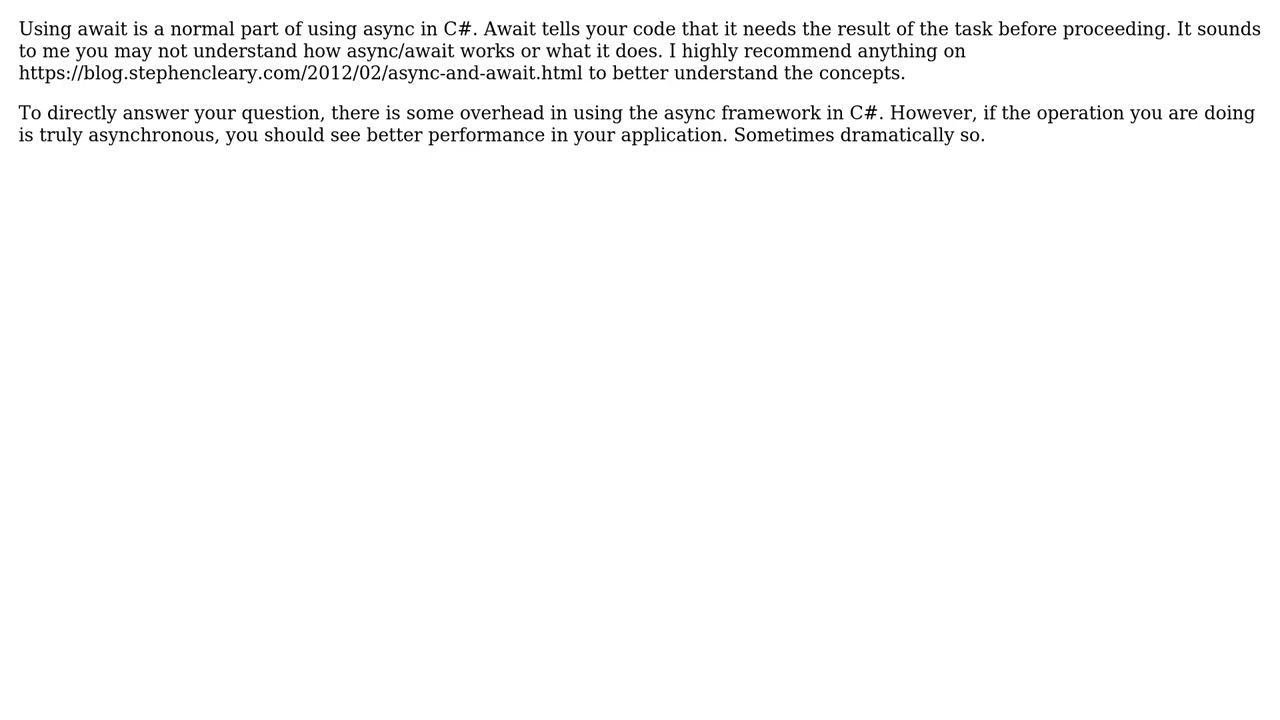 Using await is a normal part of using async in C#. Await tells your code that it needs the result of the task before proceeding. It sounds
to me you may not understand how async/await works or what it does. I highly recommend anything on
https://blog.stephencleary.com/2012/02/async-and-await.html to better understand the concepts.
To directly answer your question, there is some overhead in using the async framework in C#. However, if the operation you are doing
is truly asynchronous, you should see better performance in your application. Sometimes dramatically so.